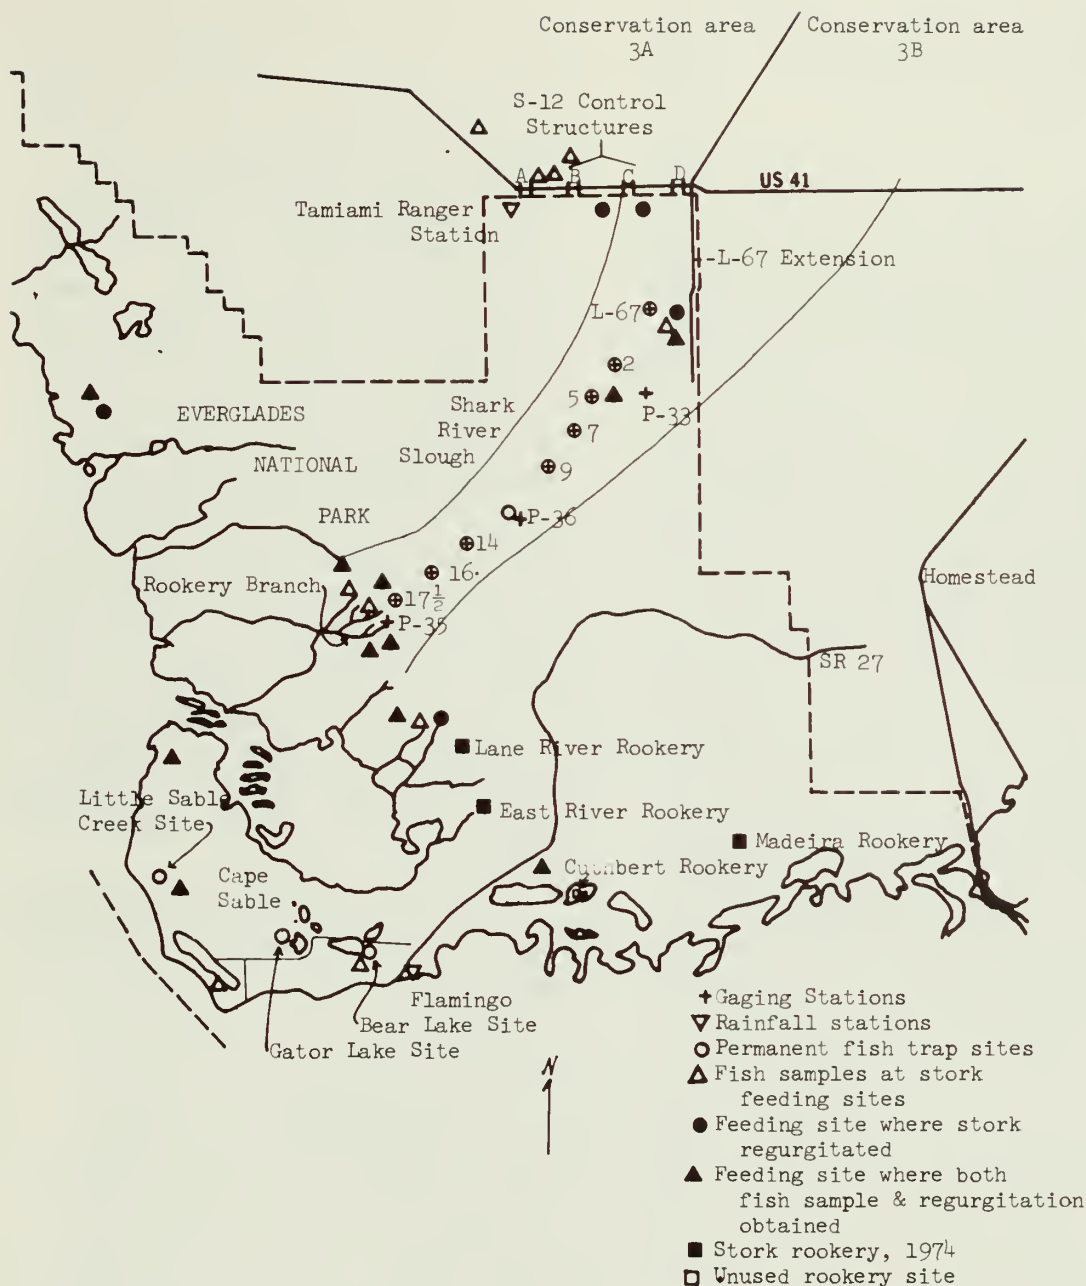 Conservation area
3A
Conservation area
3B
S-12 Control
Structures
A
B
C
D
US 41
Tamiami Ranger
Station
-L-67 Extension
L-67
2
5
P-33
7
9
Shark
River
Slough
EVERGLADES
NATIONAL
PARK
P-36
14
16
17½
P-35
Rookery Branch
Homestead
SR 27
Lane River Rookery
East River Rookery
Madeira Rookery
Little Sable
Creek Site
Cape
Sable
Rookery
Flamingo
Bear Lake Site
Gator Lake Site
N
Gaging Stations
Rainfall stations
Permanent fish trap sites
Fish samples at stork
feeding sites
Feeding site where stork
regurgitated
Feeding site where both
fish sample & regurgitation
obtained
Stork rookery, 1974
Unused rookery site